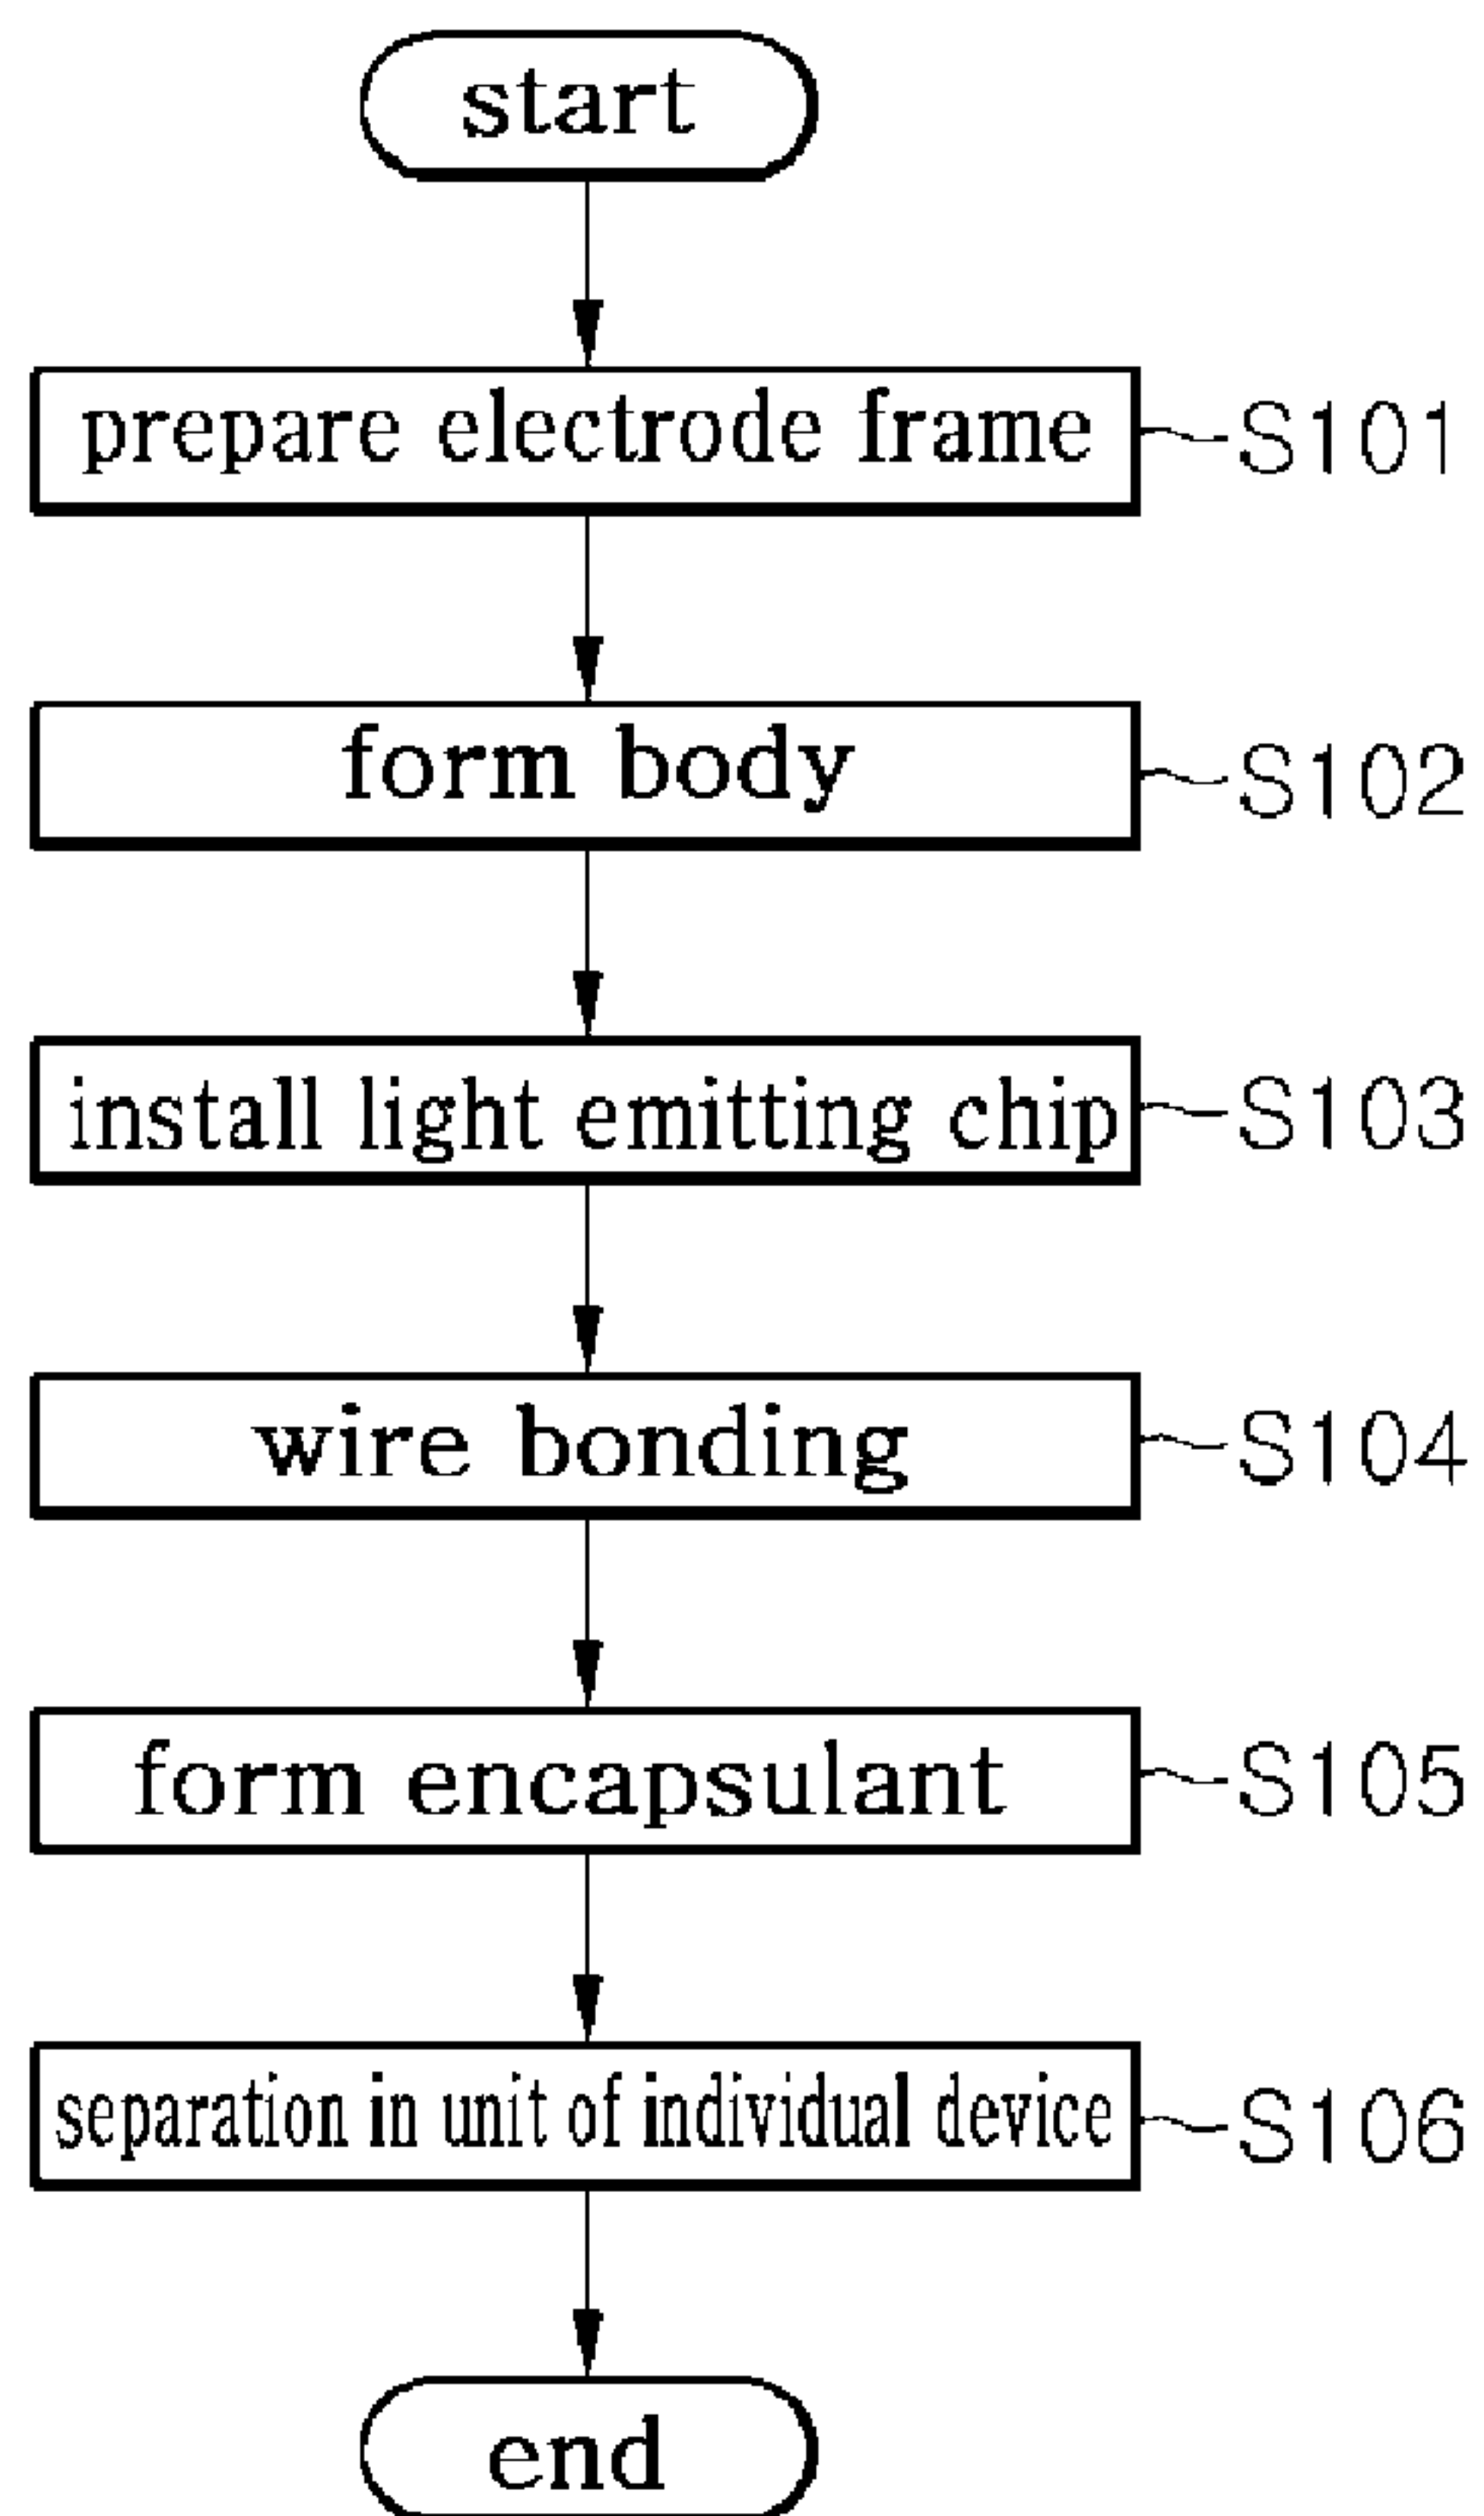 start
prepare electrode frame S101
form body S102
install light emitting chip S103
wire bonding S104
form encapsulant S105
separation in unit of individual device S106
end